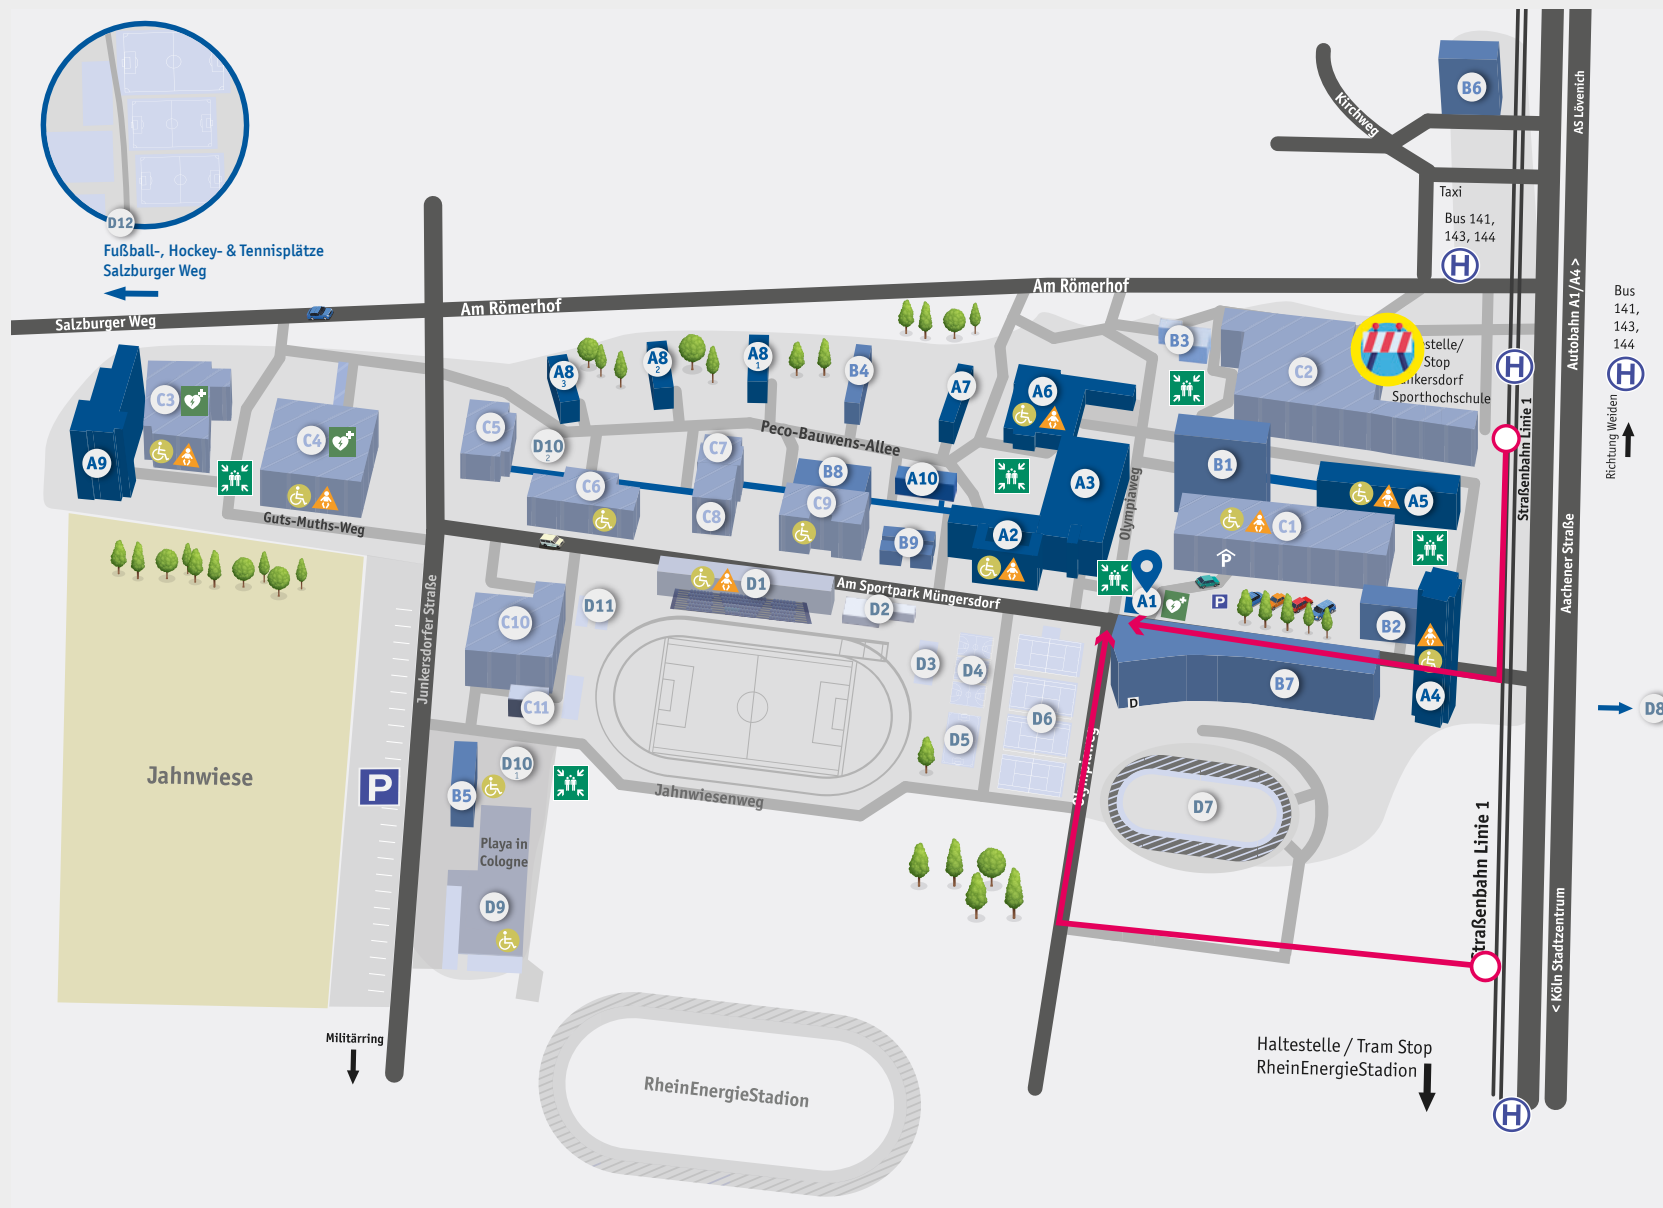 B6
AS Lövenich
Kirchweg
Taxi
Bus 141,
143, 144
H
D12
Fußball-, Hockey- & Tennisplätze
Salzburger Weg
Salzburger Weg
Am Römerhof
Am Römerhof
Autobahn A1/A4 >
Bus
141,
143,
144
H
Richtung Weiden
H
stelle/
Stop
Sporthochschule
Straßenbahn Linie 1
B3
C2
A8
3
A8
2
A8
1
B4
A7
A6
C3
C4
C5
D10
2
Peco-Bauwens-Allee
C7
A9
C6
B8
A10
A3
B1
A5
C8
C9
Olympiaweg
C1
Guts-Muths-Weg
A2
B9
P
Aachener Straße
D1
Am Sportpark Müngersdorf
A1
P
D2
D11
C10
B2
Junkersdorfer Straße
D3
D4
A4
B7
D
D8
C11
D6
D5
Jahnwiese
P
D10
1
B5
Jahnwiesenweg
D7
Playa in
Cologne
D9
Straßenbahn Linie 1
< Köln Stadtzentrum
Militärring
RheinEnergieStadion
Haltestelle / Tram Stop
RheinEnergieStadion
H